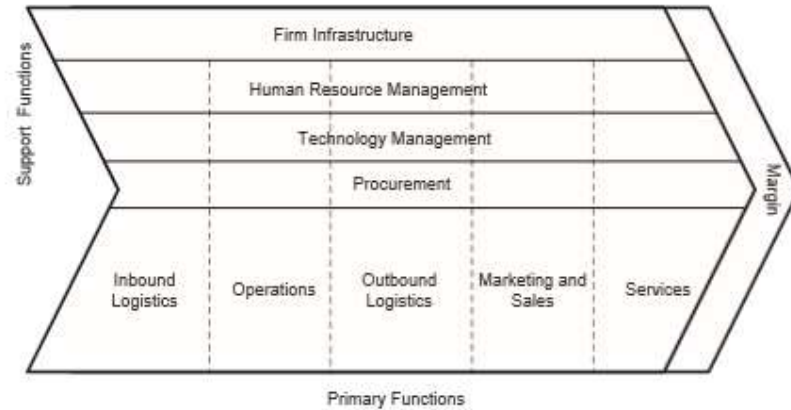 Support Functions
Firm Infrastructure
Human Resource Management
Technology Management
Procurement
Margin
Inbound
Logistics
Operations
Outbound
Logistics
Marketing and
Sales
Services
Primary Functions